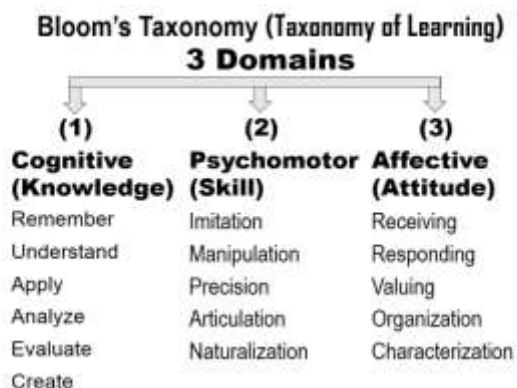 Bloom's Taxonomy (Taxonomy of Learning)
3 Domains
(1)
Cognitive
(Knowledge)
Remember
Understand
Apply
Analyze
Evaluate
Create
(2)
Psychomotor
(Skill)
Imitation
Manipulation
Precision
Articulation
Naturalization
(3)
Affective
(Attitude)
Receiving
Responding
Valuing
Organization
Characterization